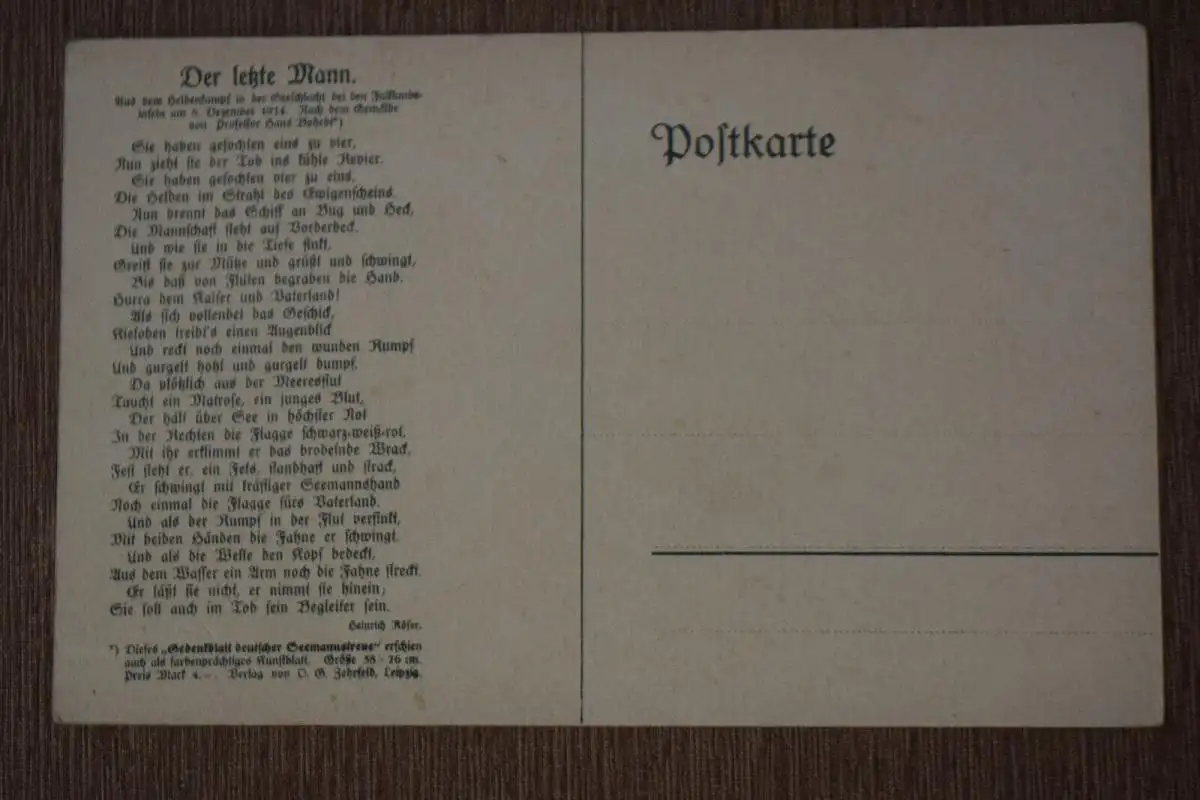 Der letzte Mann.
Aus dem Heldenkampf in der Seeschlacht bei den Falklands-
inseln am 8. Dezember 1914. Nach dem Gemälde
von Professor Hans Bohrdt*)
Sie haben gefochten eins zu vier,
Nun zieht sie der Tod ins kühle Revier.
Sie haben gefochten vier zu eins,
Die Helden im Strahl des Ewigenscheins.
Nun brennt das Schiff an Bug und Heck,
Die Mannschaft steht auf Vorderdeck.
Und wie sie in die Tiefe sinkt,
Greift sie zur Mütze und grüßt und schwingt,
Bis daß von Fluten begraben die Hand.
Hurra dem Kaiser und Vaterland!
Als sich vollendet das Geschick,
Kieloben treibt's einen Augenblick
Und reckt noch einmal den wunden Rumpf
Und gurgelt hohl und gurgelt dumpf.
Da plötzlich aus der Meeresflut
Taucht ein Matrose, ein junges Blut,
Der hält über See in höchster Not
In der Rechten die Flagge schwarz-weiß-rot.
Mit ihr erklimmt er das brodelnde Wrack,
Fest steht er, ein Fels, standhaft und strack,
Er schwingt mit kräftiger Seemannshand
Noch einmal die Flagge fürs Vaterland.
Und als der Rumpf in der Flut versinkt,
Mit beiden Händen die Fahne er schwingt.
Und als die Welle den Kopf bedeckt,
Aus dem Wasser ein Arm noch die Fahne streckt.
Er läßt sie nicht, er nimmt sie hinein,
Sie soll auch im Tod sein Begleiter sein.
Heinrich Röser.
*) Dieses „Gedenkblatt deutscher Seemannstreue" erschien
auch als farbenprächtiges Kunstblatt. Größe 58 × 76 cm.
Preis Mark 4.—. Verlag von O. G. Zehrfeld, Leipzig.
Postkarte